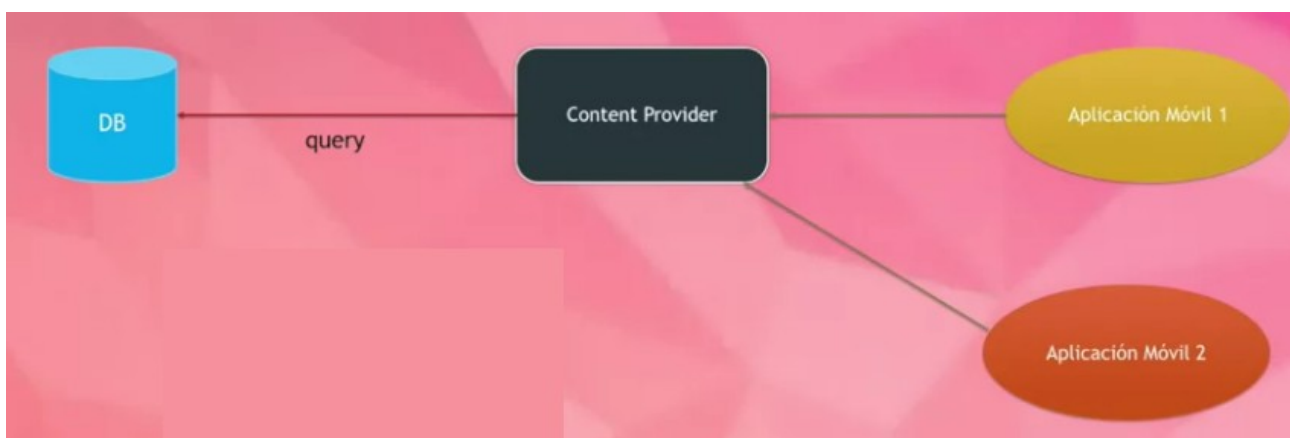 DB
query
Content Provider
Aplicación Móvil 1
Aplicación Móvil 2